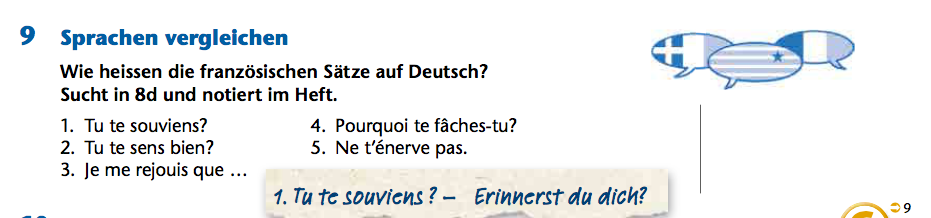 9 Sprachen vergleichen
Wie heissen die französischen Sätze auf Deutsch?
Sucht in 8d und notiert im Heft.
1. Tu te souviens?
2. Tu te sens bien?
3. Je me rejouis que ...
4. Pourquoi te fâches-tu?
5. Ne t'énerve pas.
1. Tu te souviens? – Erinnerst du dich?
9